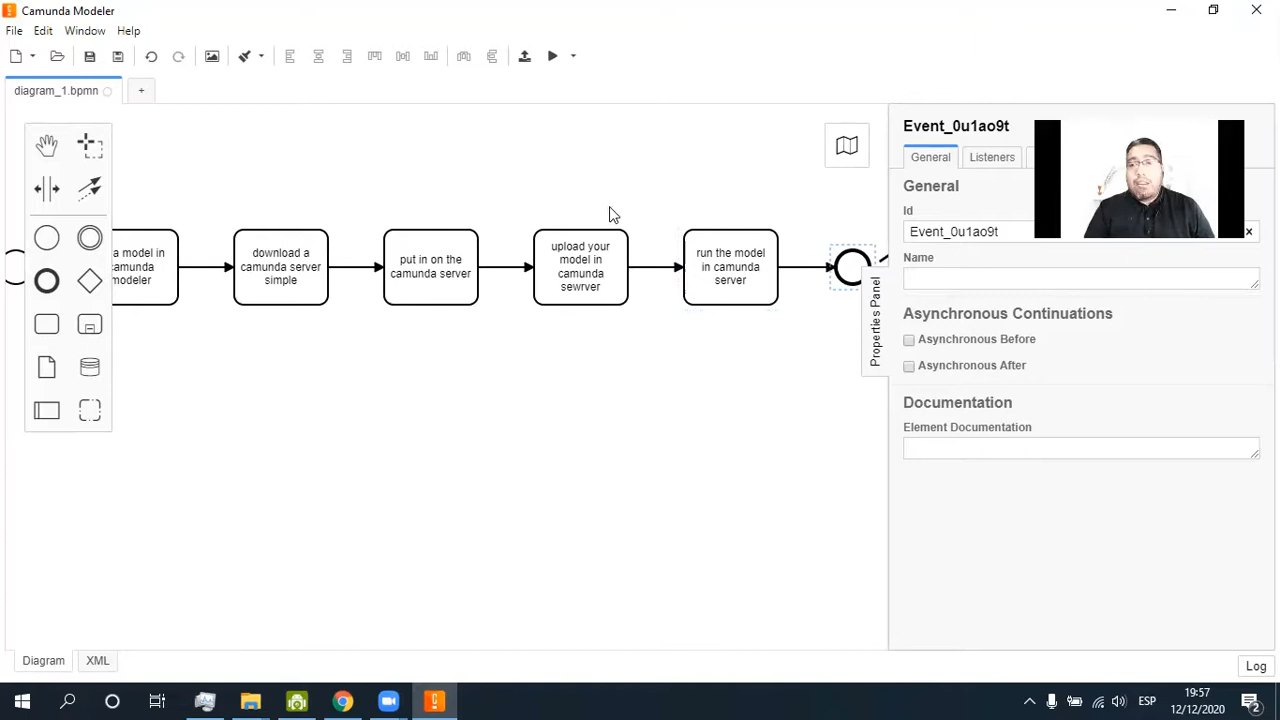 Camunda Modeler
File Edit Window Help
diagram_1.bpmn
+
Event_0u1ao9t
General Listeners
General
Id
Event_0u1ao9t ×
Name
Asynchronous Continuations
Asynchronous Before
Asynchronous After
Documentation
Element Documentation
Properties Panel
a model in
camunda
modeler
download a
camunda server
simple
put in on the
camunda server
upload your
model in
camunda
sewrver
run the model
in camunda
server
Diagram XML
Log
ESP
19:57
12/12/2020
2